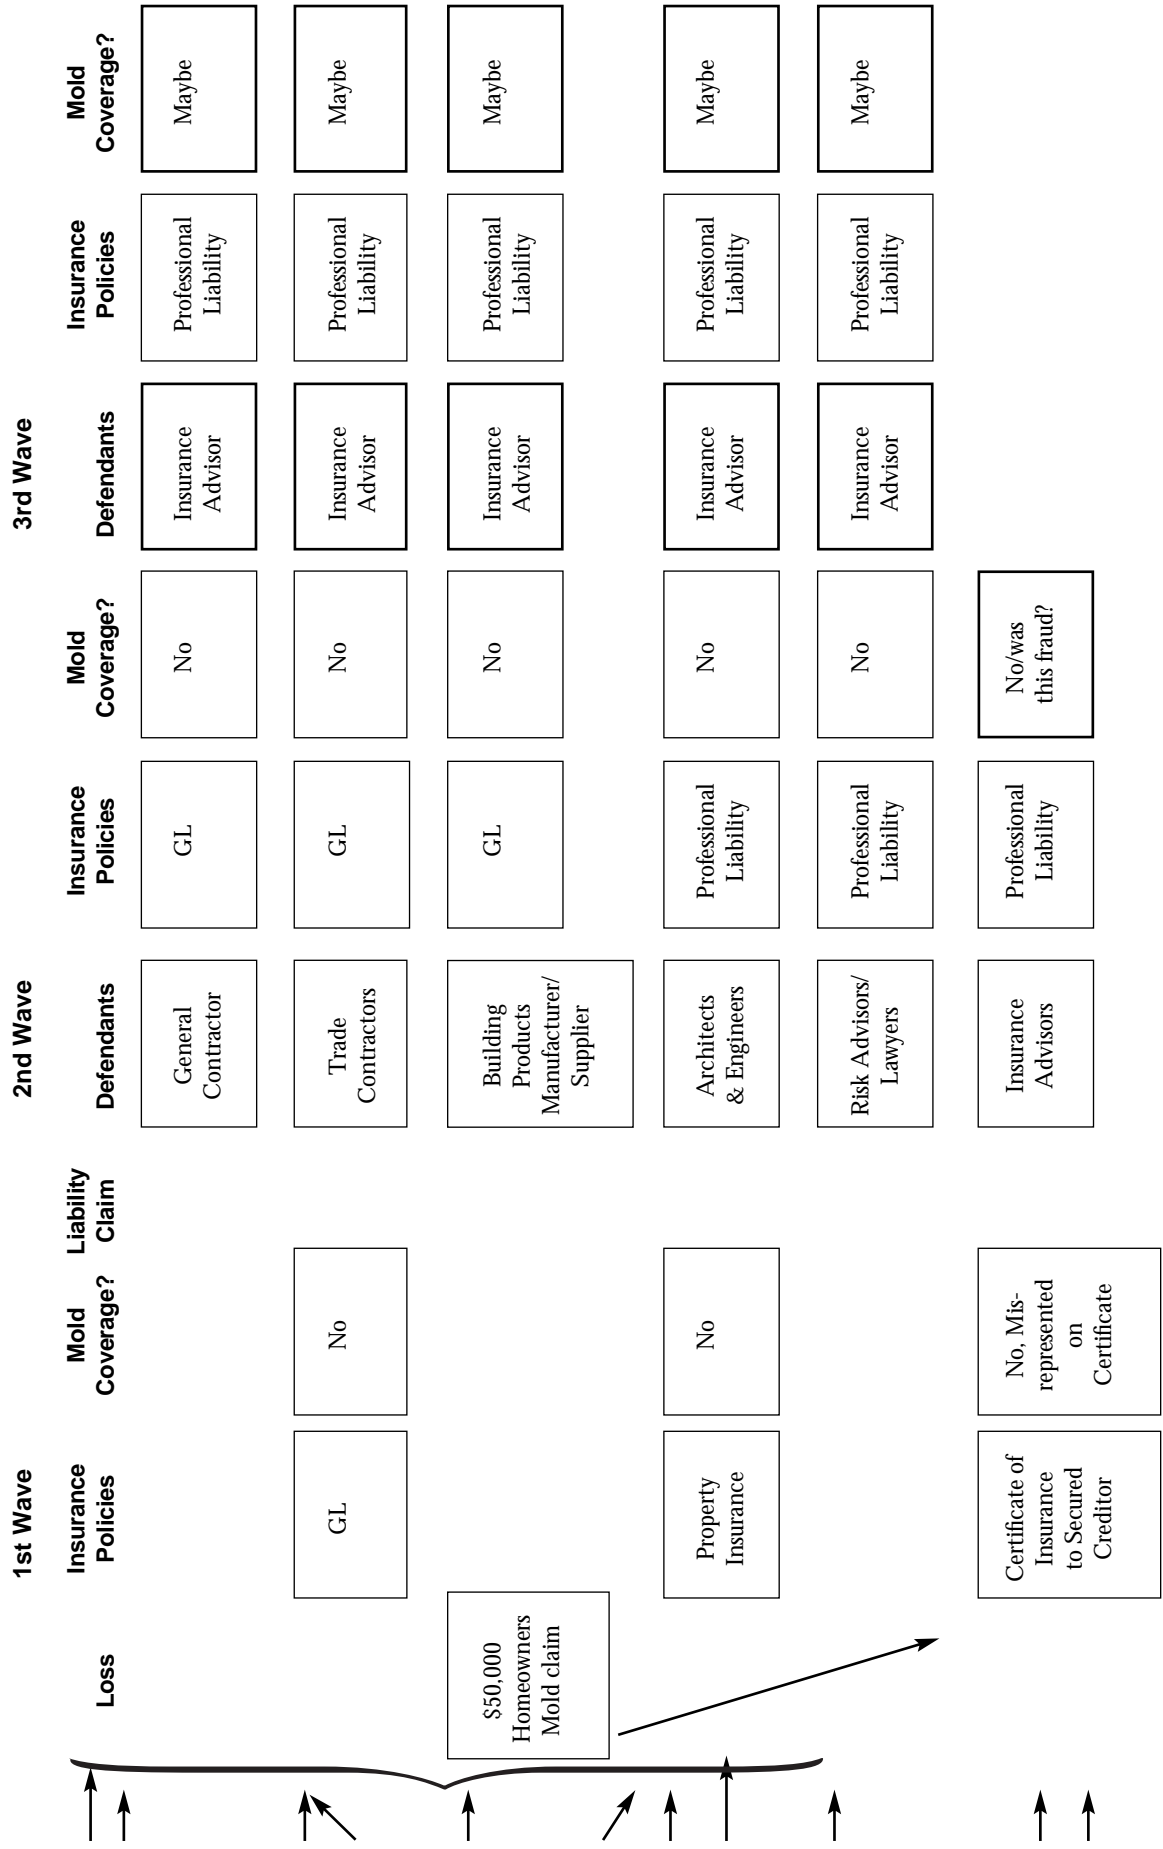 1st Wave
2nd Wave
3rd Wave
Loss
Insurance
Policies
Mold
Coverage?
Liability
Claim
Defendants
Insurance
Policies
Mold
Coverage?
Defendants
Insurance
Policies
Mold
Coverage?
General
Contractor
GL
No
Insurance
Advisor
Professional
Liability
Maybe
GL
No
Trade
Contractors
GL
No
Insurance
Advisor
Professional
Liability
Maybe
$50,000
Homeowners
Mold claim
Building
Products
Manufacturer/
Supplier
GL
No
Insurance
Advisor
Professional
Liability
Maybe
Property
Insurance
No
Architects
& Engineers
Professional
Liability
No
Insurance
Advisor
Professional
Liability
Maybe
Risk Advisors/
Lawyers
Professional
Liability
No
Insurance
Advisor
Professional
Liability
Maybe
Certificate of
Insurance
to Secured
Creditor
No, Mis-
represented
on
Certificate
Insurance
Advisors
Professional
Liability
No/was
this fraud?